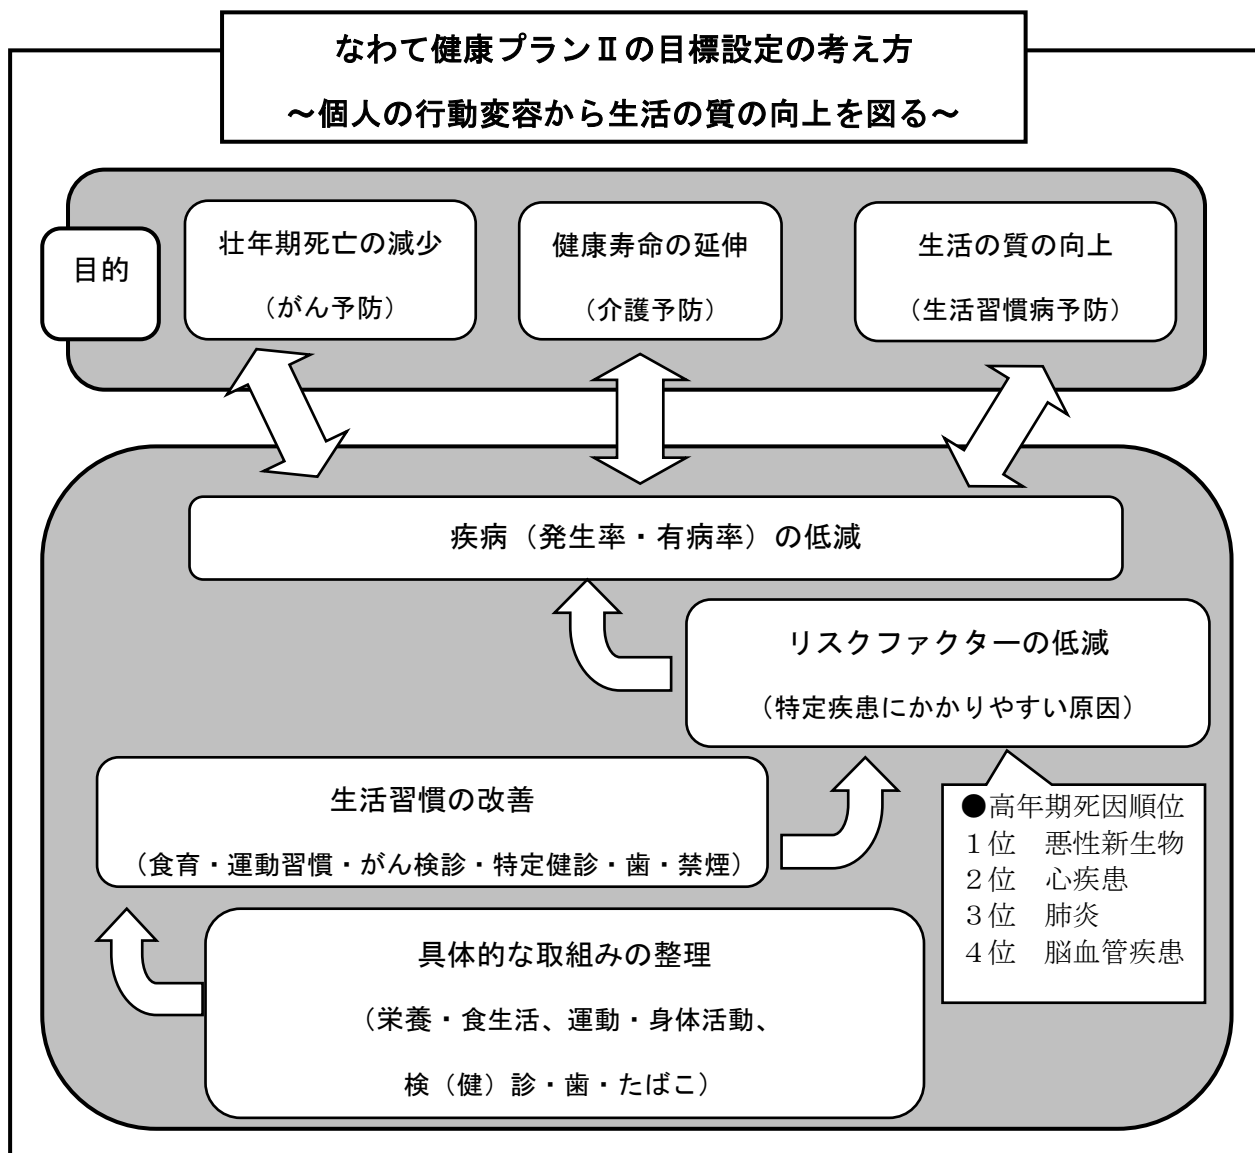 なわて健康プランⅡの目標設定の考え方
～個人の行動変容から生活の質の向上を図る～
目的
壮年期死亡の減少
（がん予防）
健康寿命の延伸
（介護予防）
生活の質の向上
（生活習慣病予防）
疾病（発生率・有病率）の低減
リスクファクターの低減
（特定疾患にかかりやすい原因）
生活習慣の改善
（食育・運動習慣・がん検診・特定健診・歯・禁煙）
●高年期死因順位
１位　悪性新生物
２位　心疾患
３位　肺炎
４位　脳血管疾患
具体的な取組みの整理
（栄養・食生活、運動・身体活動、
検（健）診・歯・たばこ）